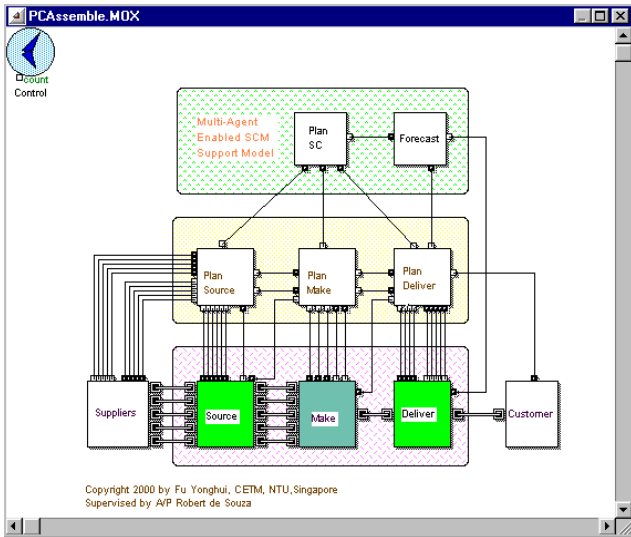 PCAssemble.MOX
count
Control
Multi-Agent
Enabled SCM
Support Model
Plan
SC
Forecast
Plan
Source
Plan
Make
Plan
Deliver
Suppliers
Source
Make
Deliver
Customer
Copyright 2000 by Fu Yonghui, CETM, NTU,Singapore
Supervised by A/P Robert de Souza